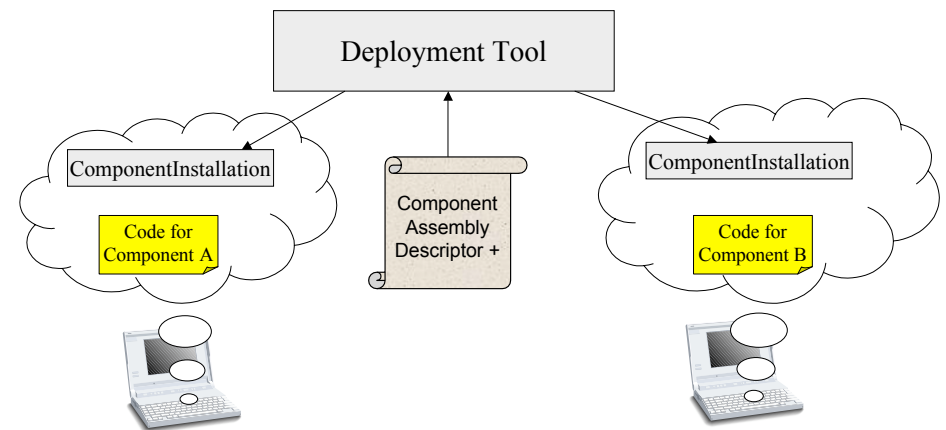 Deployment Tool
ComponentInstallation
Code for
Component A
Component
Assembly
Descriptor +
ComponentInstallation
Code for
Component B